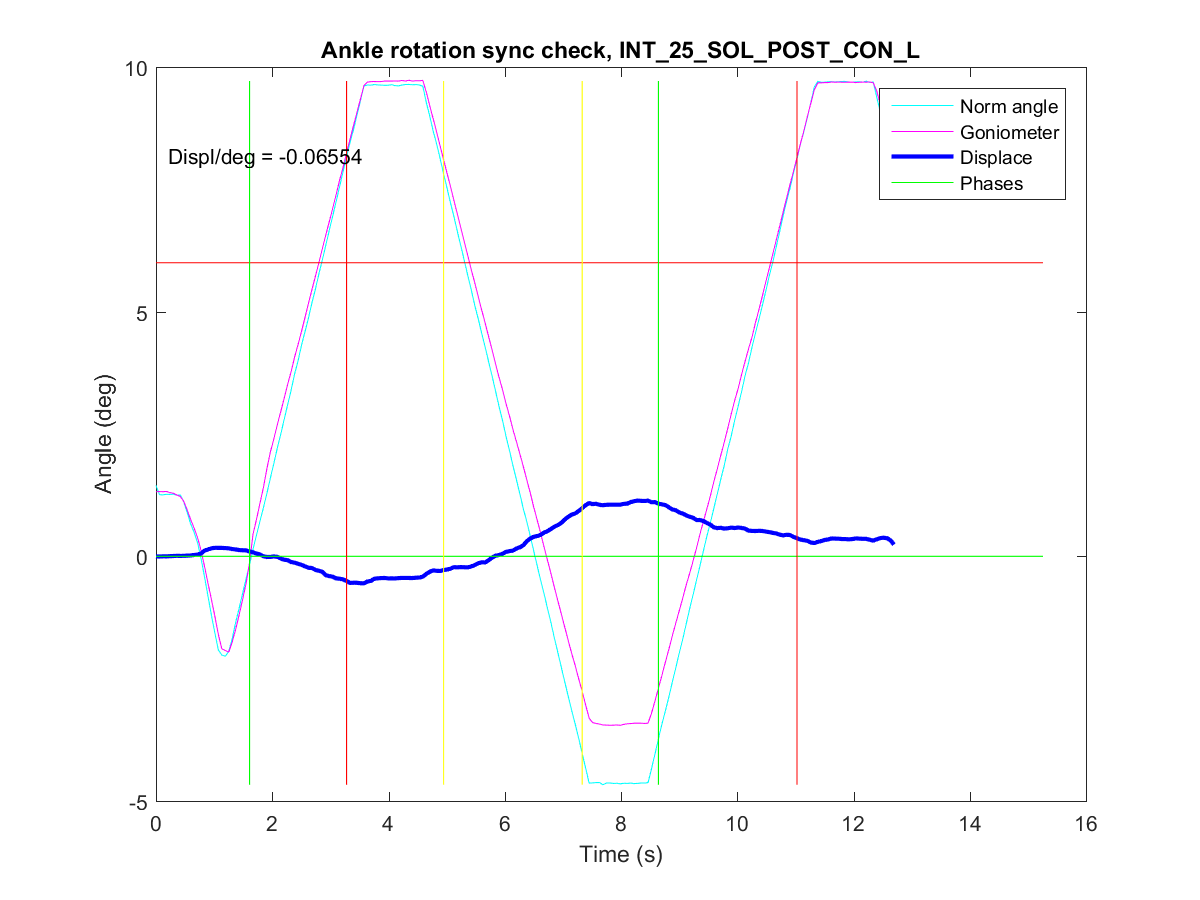 Ankle rotation sync check, INT_25_SOL_POST_CON_L
10
Norm angle
Goniometer
Displace
Phases
Displ/deg = -0.06554
5
Angle (deg)
0
-5
0 2 4 6 8 10 12 14 16
Time (s)